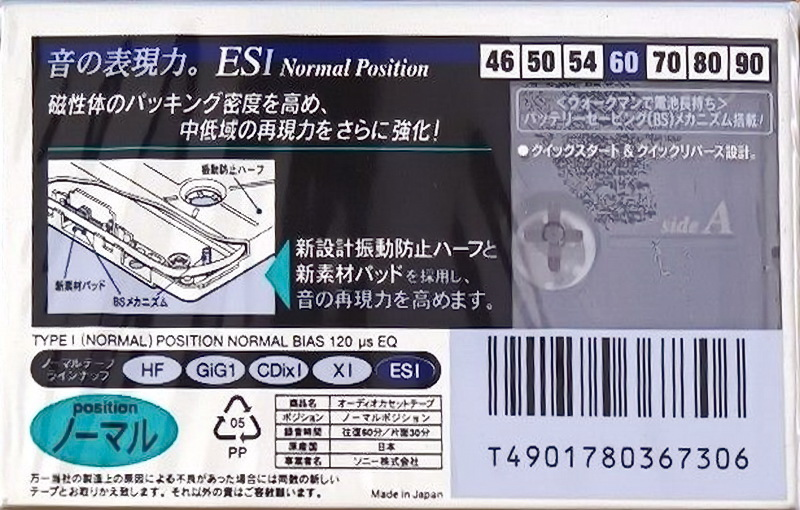 音の表現力。ESI Normal Position
46 50 54 60 70 80 90
磁性体のパッキング密度を高め、
中低域の再現力をさらに強化!
<ウォークマンで電池長持ち>
バッテリーセービング(BS)メカニズム搭載!
●クイックスタート&クイックリバース設計。
振動防止ハーフ
新素材パッド
BSメカニズム
新設計振動防止ハーフと
新素材パッドを採用し、
音の再現力を高めます。
side A
TYPE I (NORMAL) POSITION NORMAL BIAS 120 μs EQ
ノーマルテープ
ラインナップ
HF GiG1 CDixI XI ESI
position
ノーマル
05
PP
商品名 オーディオカセットテープ
ポジション ノーマルポジション
録音時間 往復60分/片面30分
原産国 日本
事業者名 ソニー株式会社
万一当社の製造上の原因による不良があった場合には同数の新しい
テープとお取りかえ致します。それ以外の責はご容赦願います。
Made in Japan
T4901780367306